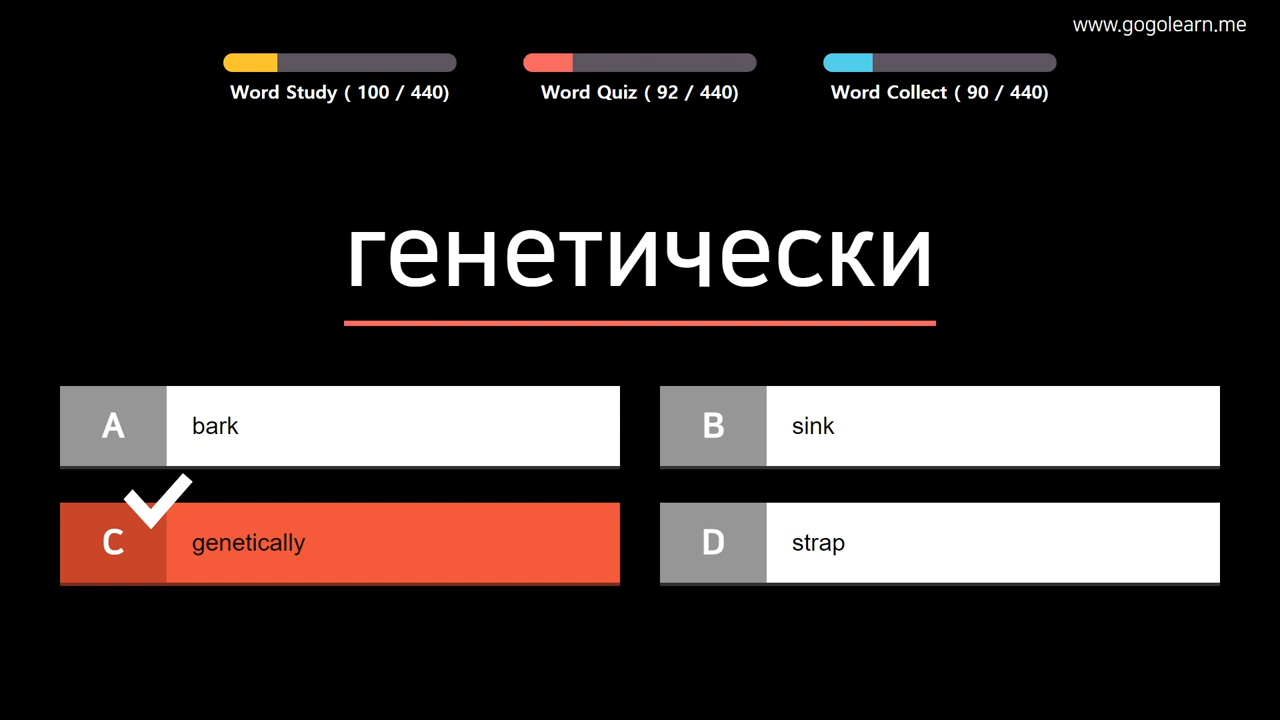 www.gogolearn.me
Word Study ( 100 / 440)
Word Quiz ( 92 / 440)
Word Collect ( 90 / 440)
генетически
A bark
B sink
C genetically
D strap